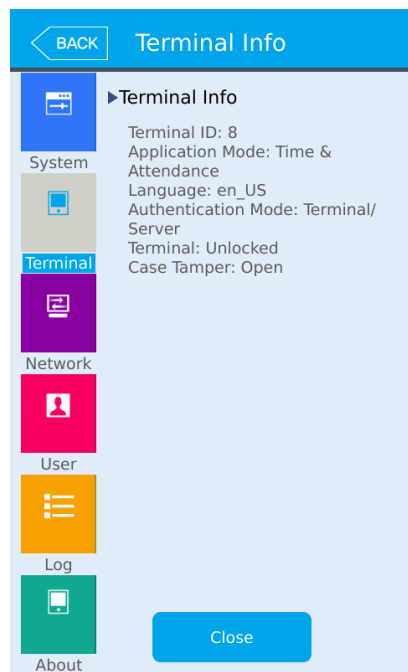 BACK
Terminal Info
Terminal Info
Terminal ID: 8
Application Mode: Time &
Attendance
Language: en_US
Authentication Mode: Terminal/
Server
Terminal: Unlocked
Case Tamper: Open
System
Terminal
Network
User
Log
About
Close